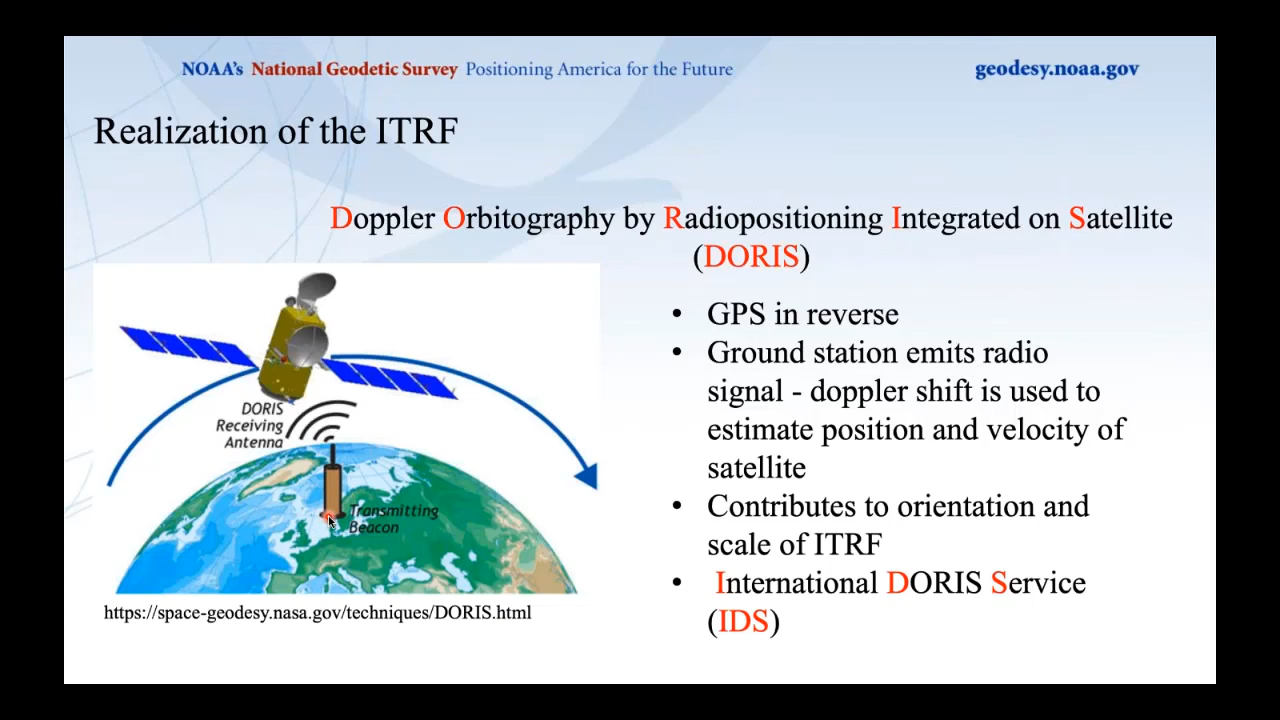 NOAA's National Geodetic Survey Positioning America for the Future
geodesy.noaa.gov
Realization of the ITRF
Doppler Orbitography by Radiopositioning Integrated on Satellite
(DORIS)
DORIS
Receiving
Antenna
Transmitting
Beacon
https://space-geodesy.nasa.gov/techniques/DORIS.html
• GPS in reverse
• Ground station emits radio
signal - doppler shift is used to
estimate position and velocity of
satellite
• Contributes to orientation and
scale of ITRF
• International DORIS Service
(IDS)